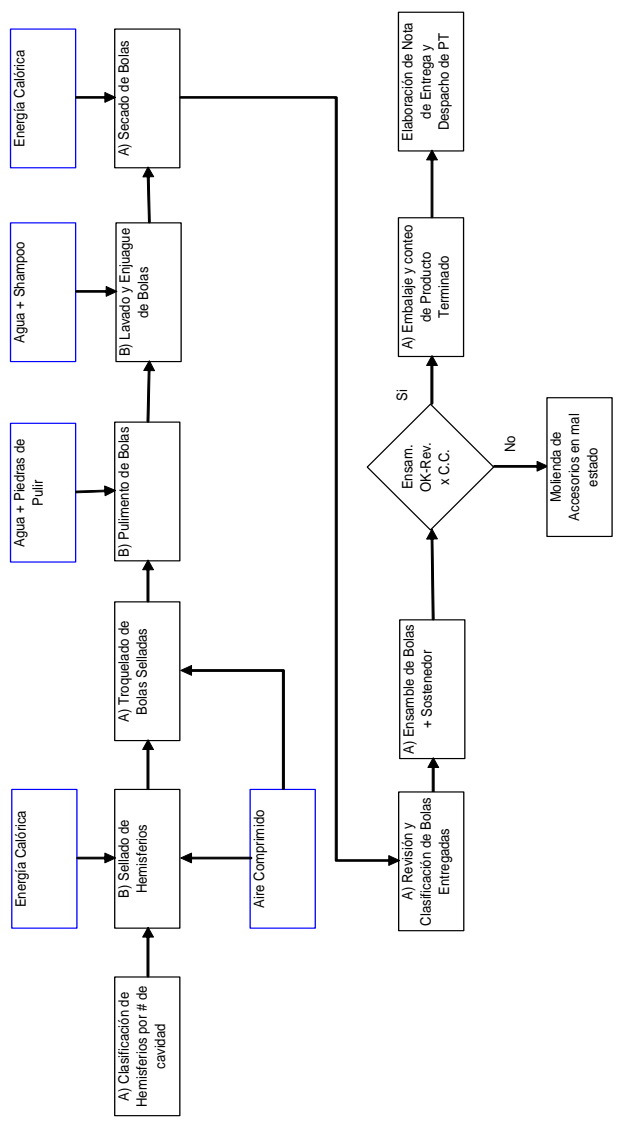 Energía Calórica
Agua + Piedras de
Pulir
Agua + Shampoo
Energía Calórica
A) Clasificación de
Hemisferios por # de
cavidad
B) Sellado de
Hemisferios
A) Troquelado de
Bolas Selladas
B) Pulimento de Bolas
B) Lavado y Enjuague
de Bolas
A) Secado de Bolas
Aire Comprimido
A) Revisión y
Clasificación de Bolas
Entregadas
A) Ensamble de Bolas
+ Sostenedor
Ensam.
OK-Rev.
x C.C.
Si
No
A) Embalaje y conteo
de Producto
Terminado
Elaboración de Nota
de Entrega y
Despacho de PT
Molienda de
Accesorios en mal
estado